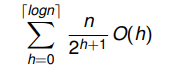 ⌈logn⌉
∑ n/2^{h+1} O(h)
h=0